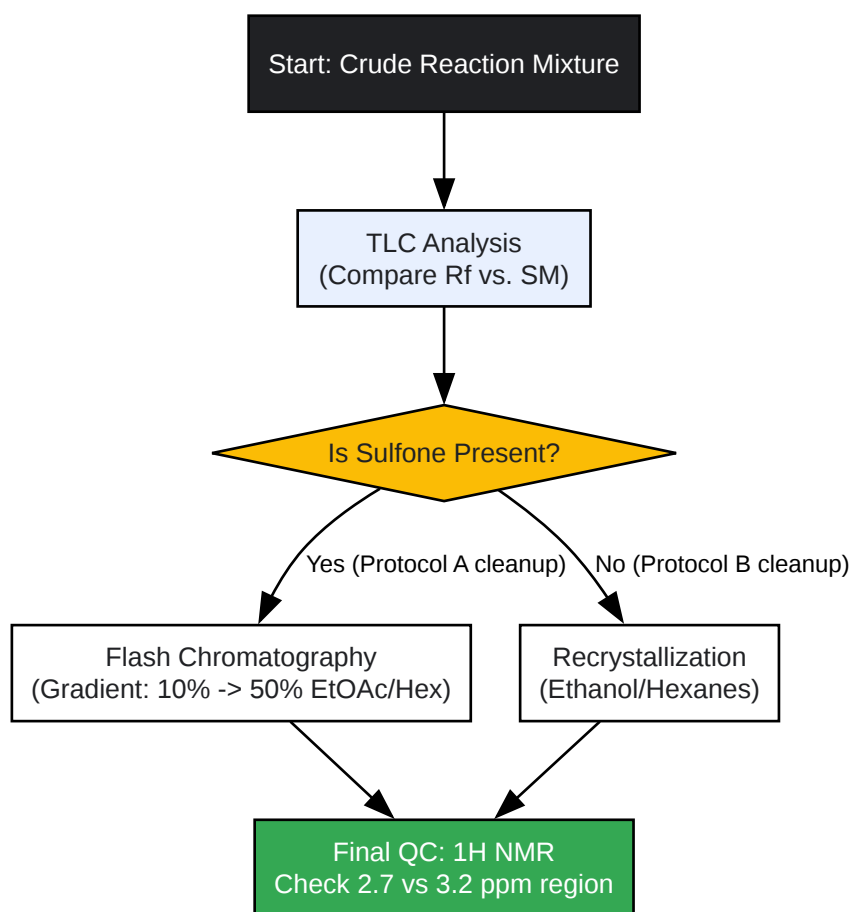 Start: Crude Reaction Mixture
TLC Analysis
(Compare Rf vs. SM)
Is Sulfone Present?
Yes (Protocol A cleanup)
No (Protocol B cleanup)
Flash Chromatography
(Gradient: 10% -> 50% EtOAc/Hex)
Recrystallization
(Ethanol/Hexanes)
Final QC: 1H NMR
Check 2.7 vs 3.2 ppm region